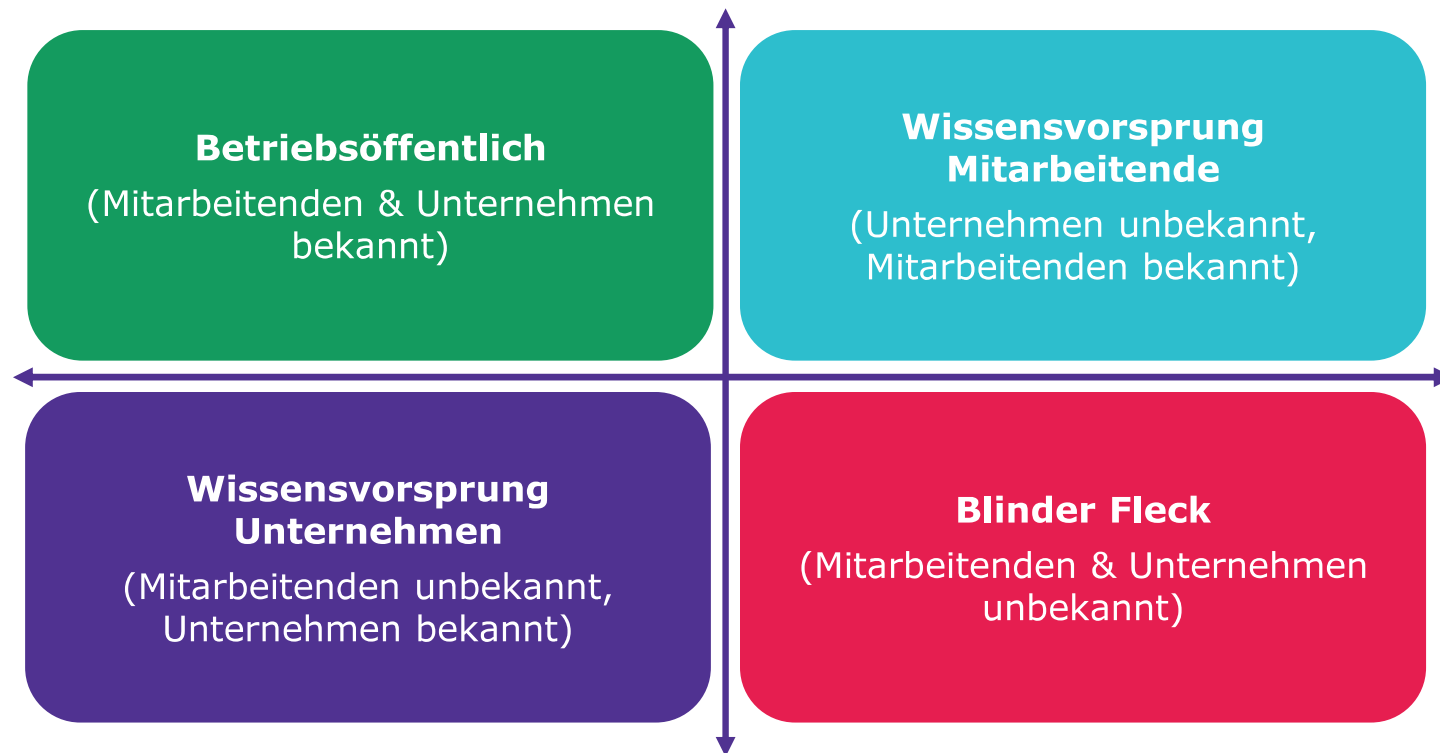 Betriebsöffentlich
(Mitarbeitenden & Unternehmen
bekannt)
Wissensvorsprung
Mitarbeitende
(Unternehmen unbekannt,
Mitarbeitenden bekannt)
Wissensvorsprung
Unternehmen
(Mitarbeitenden unbekannt,
Unternehmen bekannt)
Blinder Fleck
(Mitarbeitenden & Unternehmen
unbekannt)